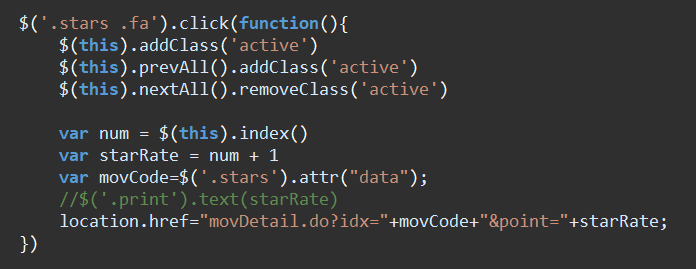 $('.stars .fa').click(function(){
    $(this).addClass('active')
    $(this).prevAll().addClass('active')
    $(this).nextAll().removeClass('active')

    var num = $(this).index()
    var starRate = num + 1
    var movCode=$('.stars').attr("data");
    //$('.print').text(starRate)
    location.href="movDetail.do?idx="+movCode+"&point="+starRate;
})